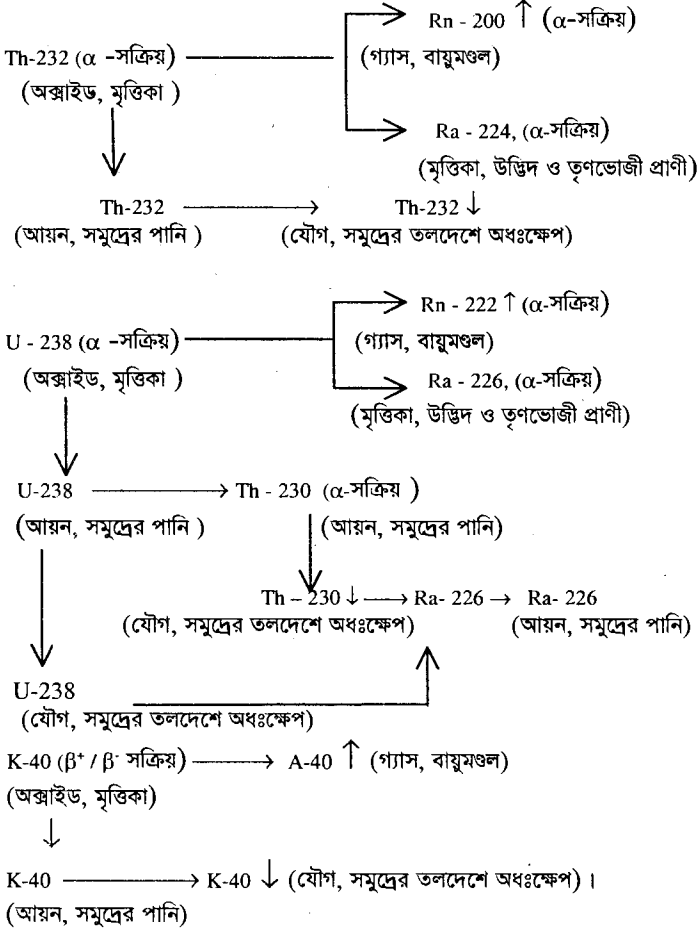 Rn - 200 ↑ (α-সক্রিয়)
Th-232 (α -সক্রিয়)
(গ্যাস, বায়ুমণ্ডল)
(অক্সাইড, মৃত্তিকা )
Ra - 224, (α-সক্রিয়)
(মৃত্তিকা, উদ্ভিদ ও তৃণভোজী প্রাণী)
Th-232 → Th-232 ↓
(আয়ন, সমুদ্রের পানি ) (যৌগ, সমুদ্রের তলদেশে অধঃক্ষেপ)
Rn - 222 ↑ (α-সক্রিয়)
U - 238 (α -সক্রিয়)
(গ্যাস, বায়ুমণ্ডল)
(অক্সাইড, মৃত্তিকা )
Ra - 226, (α-সক্রিয়)
(মৃত্তিকা, উদ্ভিদ ও তৃণভোজী প্রাণী)
U-238 → Th - 230 (α-সক্রিয় )
(আয়ন, সমুদ্রের পানি ) (আয়ন, সমুদ্রের পানি)
Th – 230 ↓ → Ra- 226 → Ra- 226
(যৌগ, সমুদ্রের তলদেশে অধঃক্ষেপ) (আয়ন, সমুদ্রের পানি)
U-238
(যৌগ, সমুদ্রের তলদেশে অধঃক্ষেপ)
K-40 (β⁺ / β⁻ সক্রিয়) → A-40 ↑ (গ্যাস, বায়ুমণ্ডল)
(অক্সাইড, মৃত্তিকা)
↓
K-40 → K-40 ↓ (যৌগ, সমুদ্রের তলদেশে অধঃক্ষেপ) ।
(আয়ন, সমুদ্রের পানি)